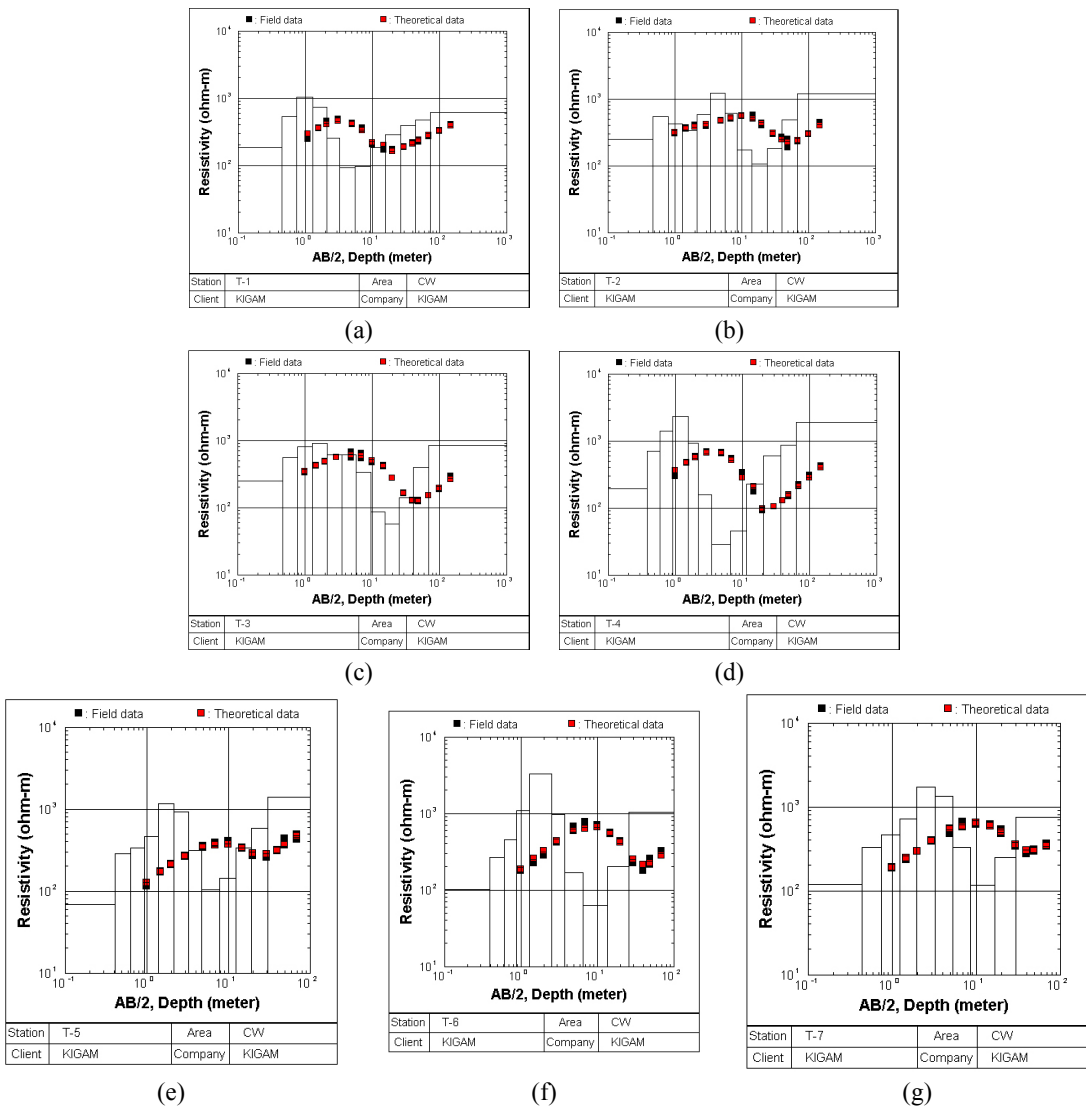 ■ : Field data ■ : Theoretical data ■ : Field data ■ : Theoretical data
Resistivity (ohm-m)
10⁴
10³
10²
10¹
10⁻¹ 10⁰ 10¹ 10² 10³
AB/2, Depth (meter)
Station T-1 Area CW
Client KIGAM Company KIGAM
(a)
Resistivity (ohm-m)
10⁴
10³
10²
10¹
10⁻¹ 10⁰ 10¹ 10² 10³
AB/2, Depth (meter)
Station T-2 Area CW
Client KIGAM Company KIGAM
(b)
■ : Field data ■ : Theoretical data
Resistivity (ohm-m)
10⁴
10³
10²
10¹
10⁻¹ 10⁰ 10¹ 10² 10³
AB/2, Depth (meter)
Station T-3 Area CW
Client KIGAM Company KIGAM
(c)
■ : Field data ■ : Theoretical data
Resistivity (ohm-m)
10⁴
10³
10²
10¹
10⁻¹ 10⁰ 10¹ 10² 10³
AB/2, Depth (meter)
Station T-4 Area CW
Client KIGAM Company KIGAM
(d)
■ : Field data ■ : Theoretical data
Resistivity (ohm-m)
10⁴
10³
10²
10¹
10⁻¹ 10⁰ 10¹ 10²
AB/2, Depth (meter)
Station T-5 Area CW
Client KIGAM Company KIGAM
(e)
■ : Field data ■ : Theoretical data
Resistivity (ohm-m)
10⁴
10³
10²
10¹
10⁻¹ 10⁰ 10¹ 10²
AB/2, Depth (meter)
Station T-6 Area CW
Client KIGAM Company KIGAM
(f)
■ : Field data ■ : Theoretical data
Resistivity (ohm-m)
10⁴
10³
10²
10¹
10⁻¹ 10⁰ 10¹ 10²
AB/2, Depth (meter)
Station T-7 Area CW
Client KIGAM Company KIGAM
(g)